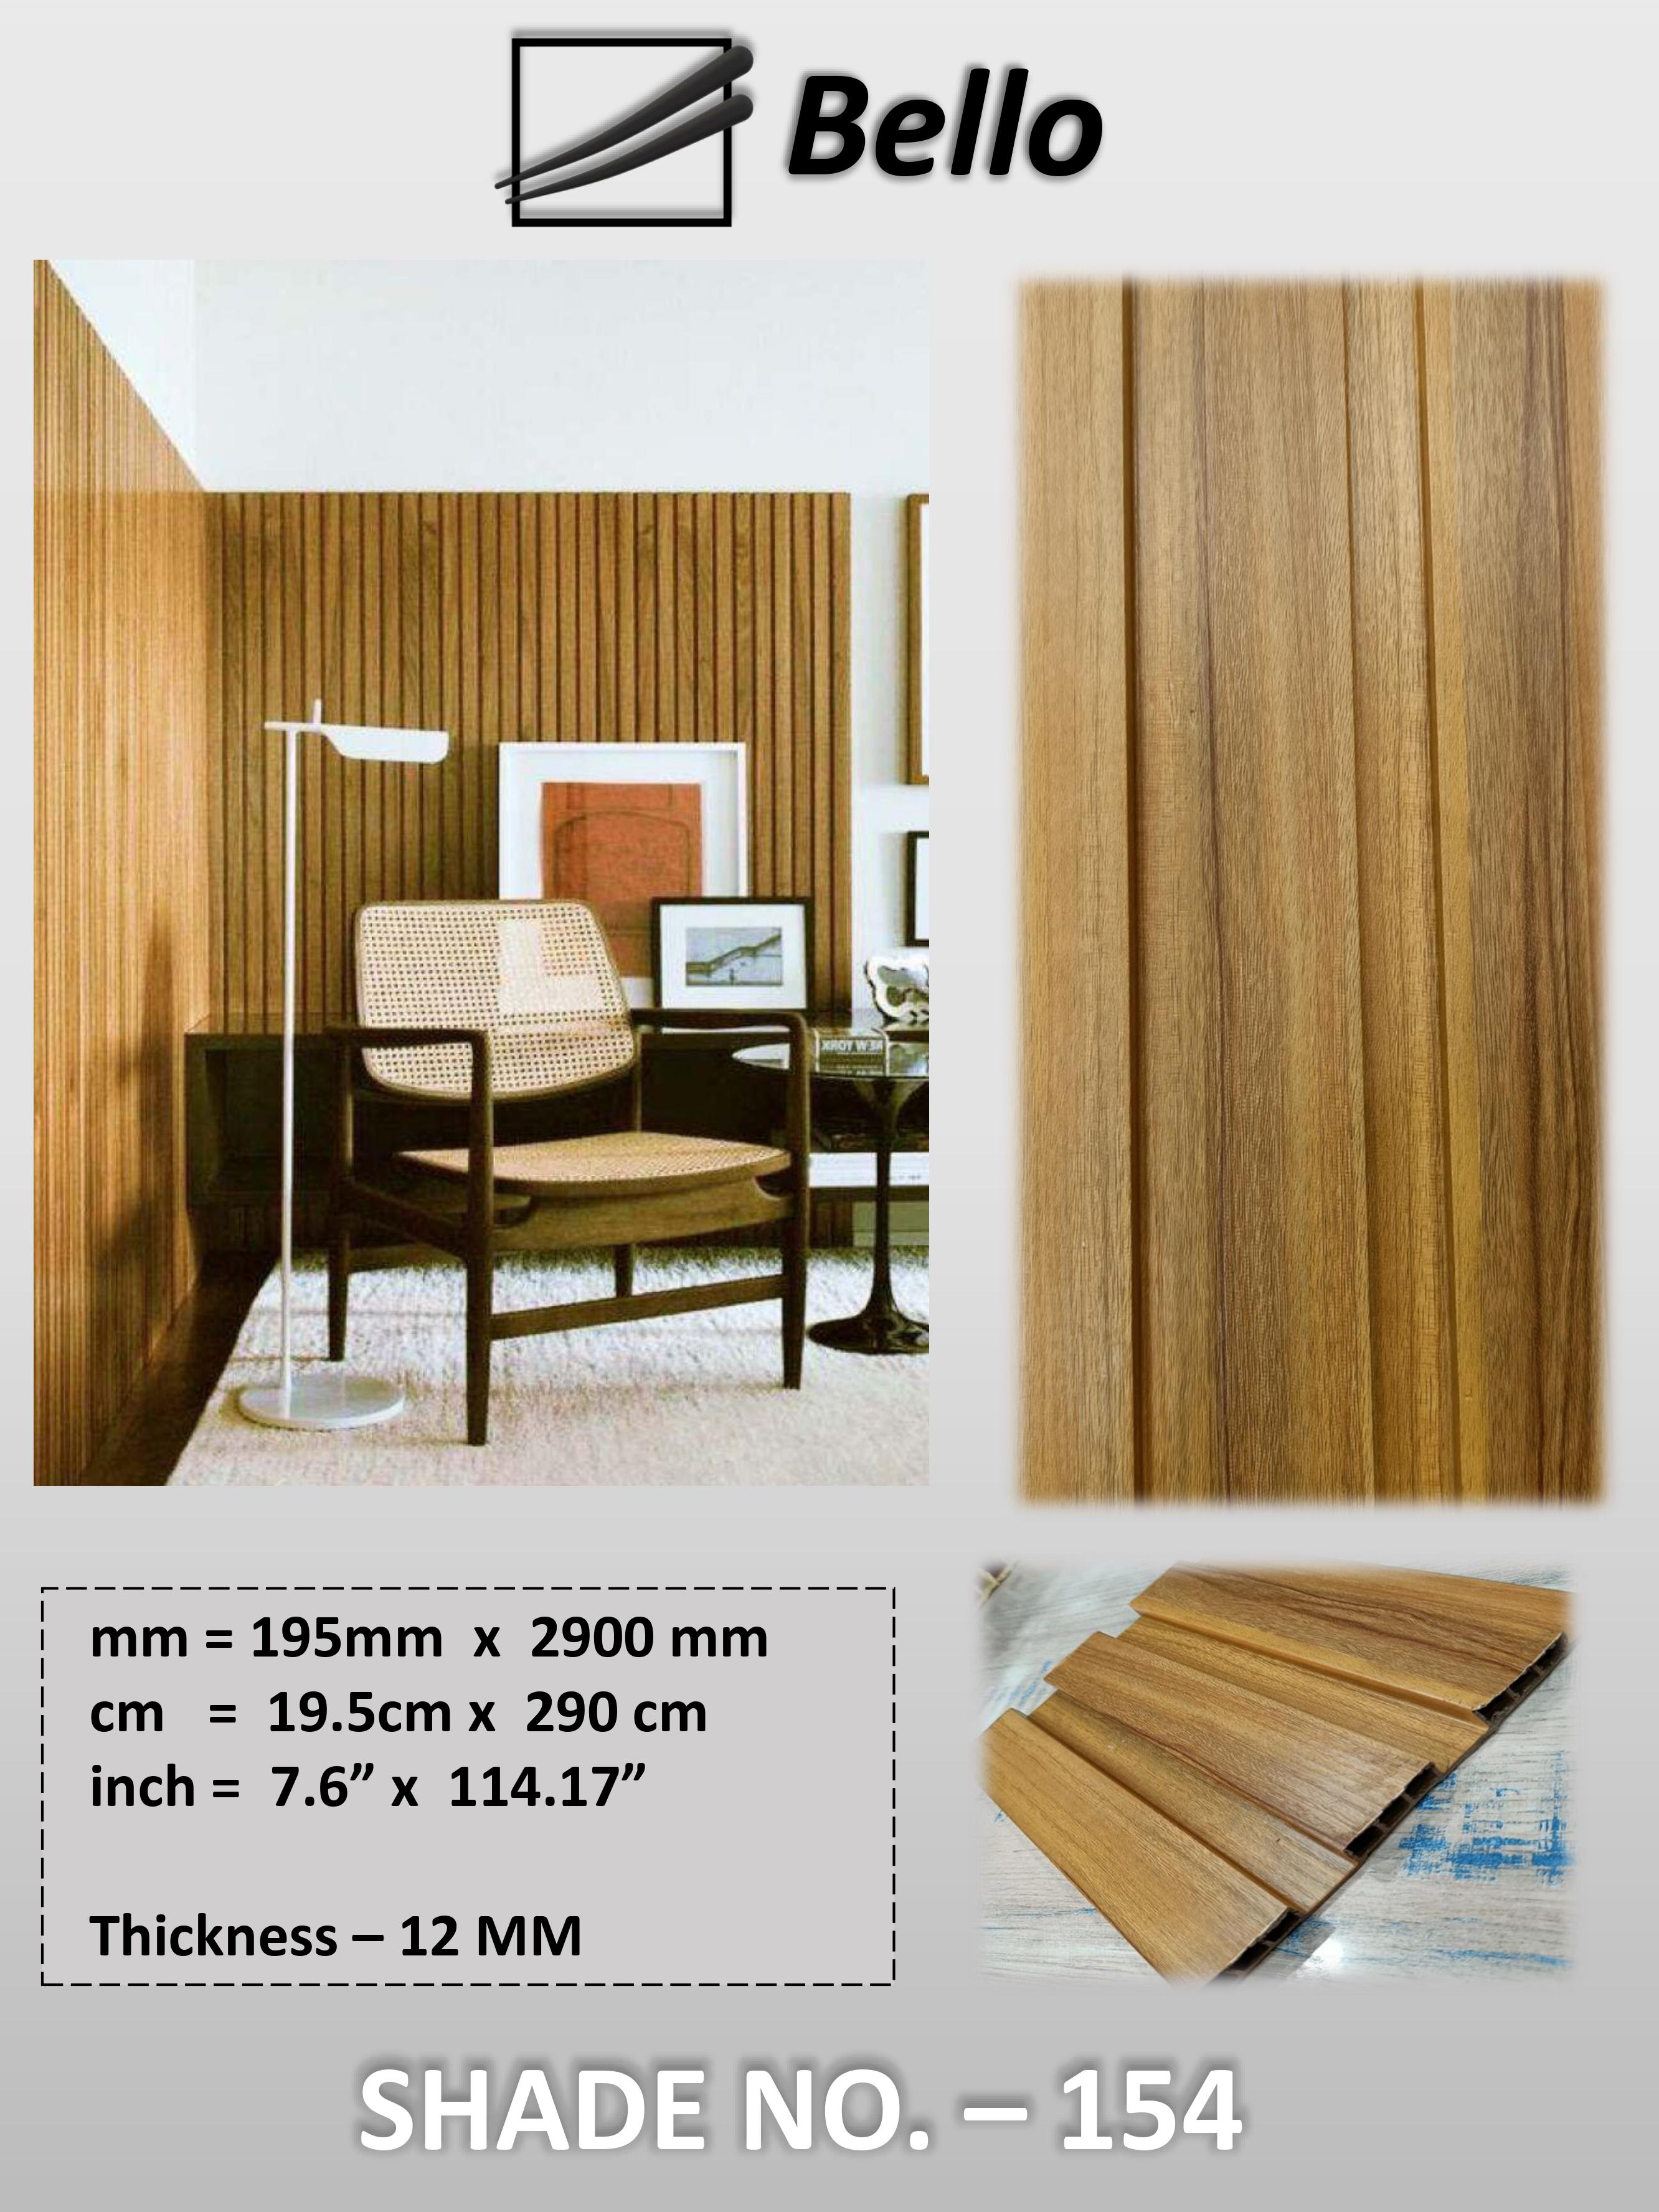 Bello
NEW YORK
mm = 195mm x 2900 mm
cm = 19.5cm x 290 cm
inch = 7.6” x 114.17”
Thickness – 12 MM
SHADE NO. – 154